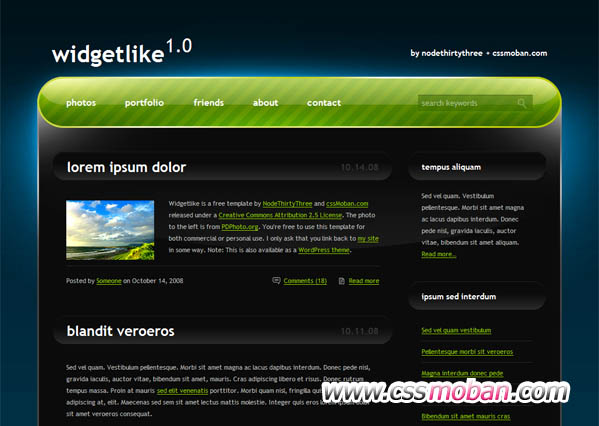 widgetlike1.0
by nodethirtythree + cssmoban.com
photos portfolio friends about contact search keywords
lorem ipsum dolor 10.14.08
Widgetlike is a free template by NodeThirtyThree and cssMoban.com
released under a Creative Commons Attribution 2.5 License. The photo
to the left is from PDPhoto.org. You're free to use this template for
both commercial or personal use. I only ask that you link back to my site
in some way. Note: This is also available as a WordPress theme.
Posted by Someone on October 14, 2008 Comments (18) Read more
blandit veroeros 10.11.08
Sed vel quam. Vestibulum pellentesque. Morbi sit amet magna ac lacus dapibus interdum. Donec pede nisl,
gravida iaculis, auctor vitae, bibendum sit amet, mauris. Cras adipiscing libero et risus. Donec rutrum
tempus massa. Proin at mauris sed elit venenatis porttitor. Morbi quam nisl, fringilla
adipiscing at, elit. Maecenas sed sem sit amet lectus mattis molestie. Integer quis eros
sit amet veroeros consequat.
tempus aliquam
Sed vel quam. Vestibulum
pellentesque. Morbi sit amet magna
ac lacus dapibus interdum. Donec
pede nisl, gravida iaculis, auctor
vitae, bibendum sit amet aliquam.
Read more..
ipsum sed interdum
Sed vel quam vestibulum
Pellentesque morbi sit veroeros
Magna interdum donec pede
Bibendum sit amet mauris cras
www.cssmoban.com